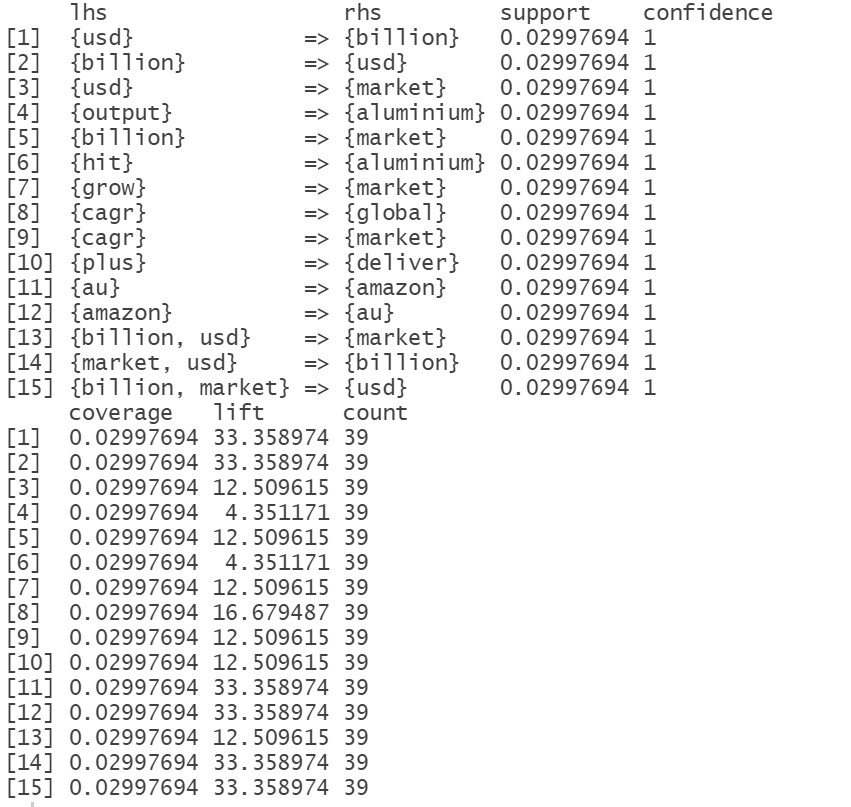 lhs rhs support confidence
[1] {usd} => {billion} 0.02997694 1
[2] {billion} => {usd} 0.02997694 1
[3] {usd} => {market} 0.02997694 1
[4] {output} => {aluminium} 0.02997694 1
[5] {billion} => {market} 0.02997694 1
[6] {hit} => {aluminium} 0.02997694 1
[7] {grow} => {market} 0.02997694 1
[8] {cagr} => {global} 0.02997694 1
[9] {cagr} => {market} 0.02997694 1
[10] {plus} => {deliver} 0.02997694 1
[11] {au} => {amazon} 0.02997694 1
[12] {amazon} => {au} 0.02997694 1
[13] {billion, usd} => {market} 0.02997694 1
[14] {market, usd} => {billion} 0.02997694 1
[15] {billion, market} => {usd} 0.02997694 1
coverage lift count
[1] 0.02997694 33.358974 39
[2] 0.02997694 33.358974 39
[3] 0.02997694 12.509615 39
[4] 0.02997694 4.351171 39
[5] 0.02997694 12.509615 39
[6] 0.02997694 4.351171 39
[7] 0.02997694 12.509615 39
[8] 0.02997694 16.679487 39
[9] 0.02997694 12.509615 39
[10] 0.02997694 12.509615 39
[11] 0.02997694 33.358974 39
[12] 0.02997694 33.358974 39
[13] 0.02997694 12.509615 39
[14] 0.02997694 33.358974 39
[15] 0.02997694 33.358974 39